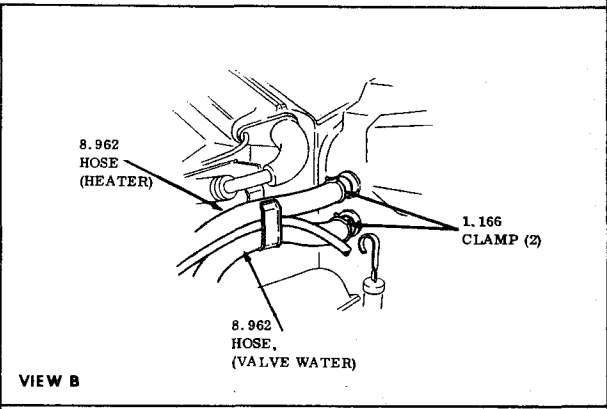 8.962
HOSE
(HEATER)
1.166
CLAMP (2)
8.962
HOSE,
(VALVE WATER)
VIEW B